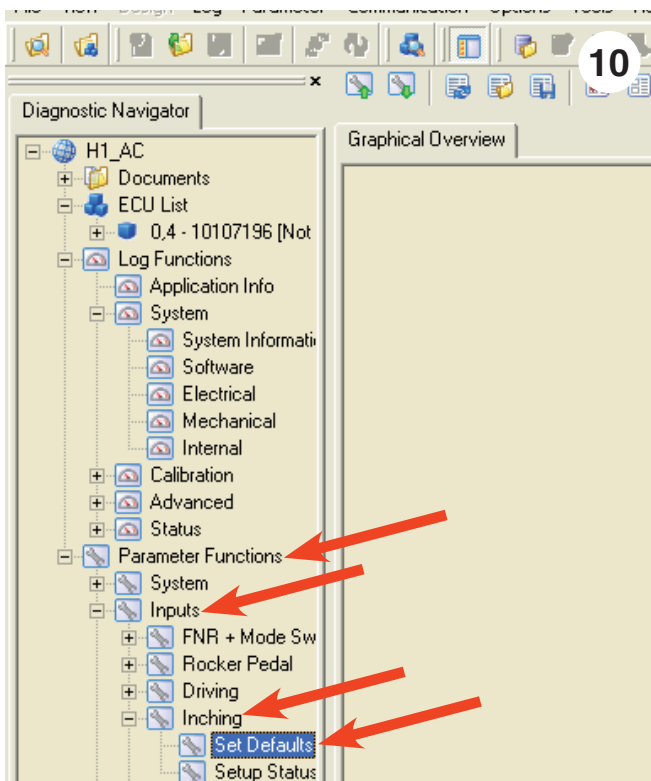 10
Diagnostic Navigator
Graphical Overview
H1_AC
Documents
ECU List
0,4 - 10107196 [Not
Log Functions
Application Info
System
System Informati
Software
Electrical
Mechanical
Internal
Calibration
Advanced
Status
Parameter Functions
System
Inputs
FNR + Mode Sw
Rocker Pedal
Driving
Inching
Set Defaults
Setup Status